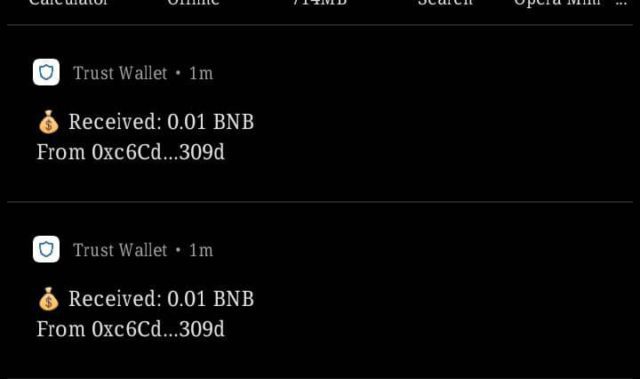 Calculator Offline 714MB Search Opera Mini ...
Trust Wallet • 1m
💰 Received: 0.01 BNB
From 0xc6Cd...309d
Trust Wallet • 1m
💰 Received: 0.01 BNB
From 0xc6Cd...309d